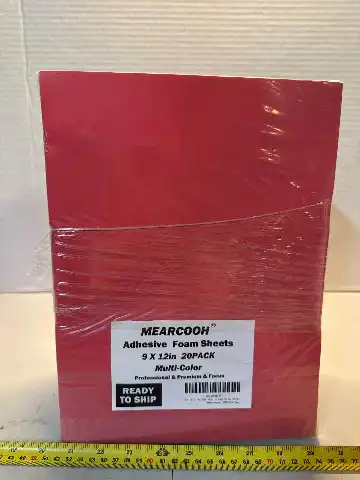 MEARCOOH®
Adhesive Foam Sheets
9 X 12in 20PACK
Multi-Color
Professional & Premium & Focus
READY
TO SHIP